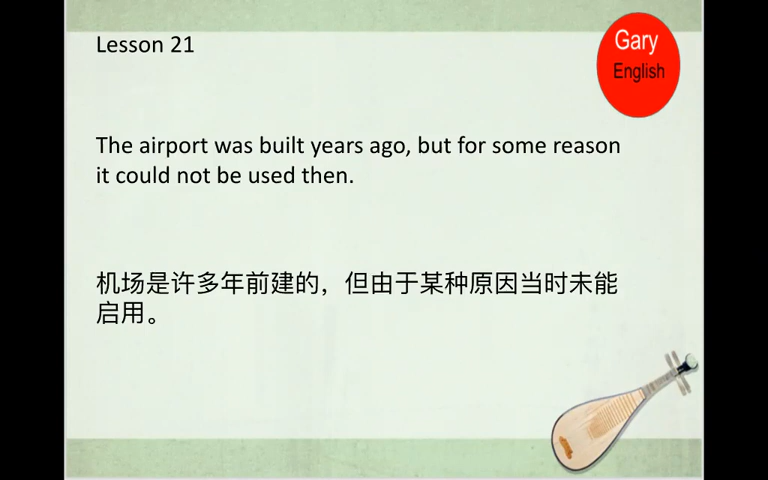 Lesson 21
Gary
English
The airport was built years ago, but for some reason
it could not be used then.
机场是许多年前建的，但由于某种原因当时未能
启用。